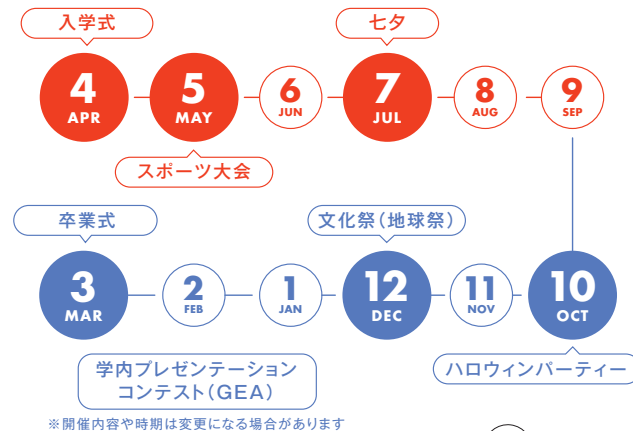 入学式
七夕
4
APR
5
MAY
6
JUN
7
JUL
8
AUG
9
SEP
スポーツ大会
卒業式
文化祭(地球祭)
3
MAR
2
FEB
1
JAN
12
DEC
11
NOV
10
OCT
学内プレゼンテーション
コンテスト(GEA)
ハロウィンパーティー
※開催内容や時期は変更になる場合があります